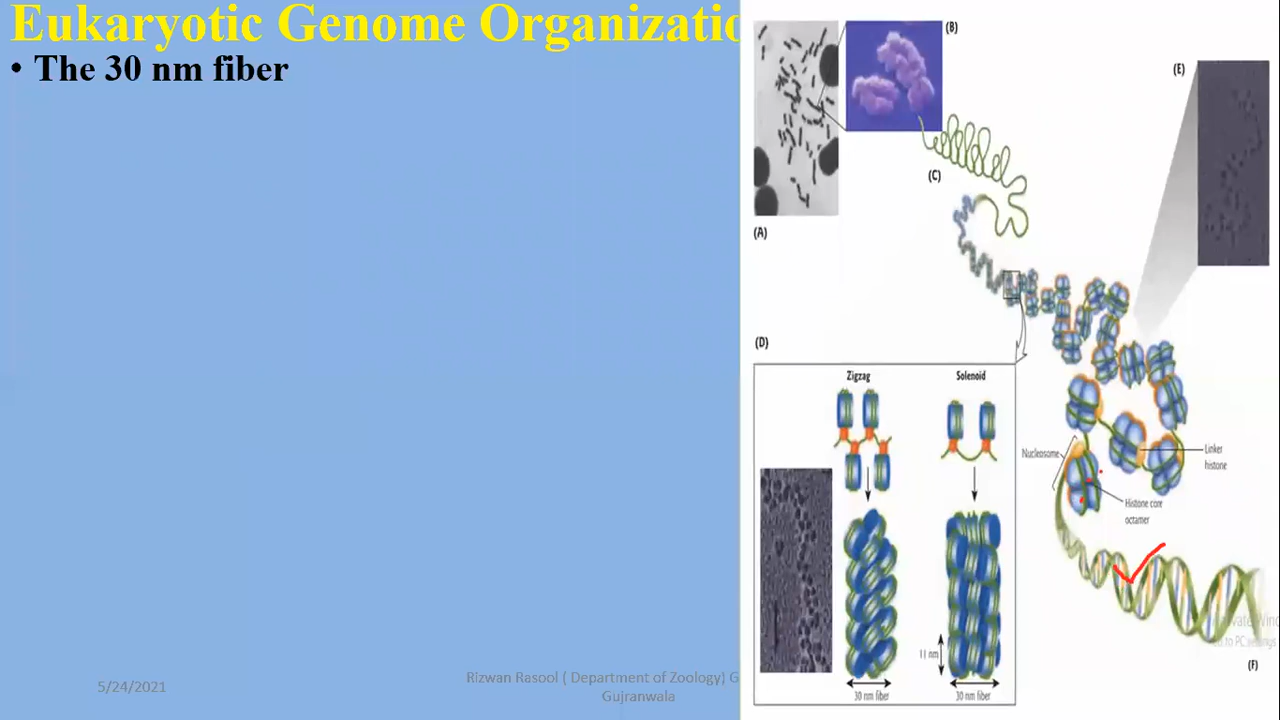 Eukaryotic Genome Organizatio
• The 30 nm fiber
(A)
(B)
(C)
(D)
Zigzag
Solenoid
11 nm
30 nm fiber
30 nm fiber
(E)
Nucleosome
Linker
histone
Histone core
octamer
(F)
5/24/2021
Rizwan Rasool ( Department of Zoology) G
Gujranwala